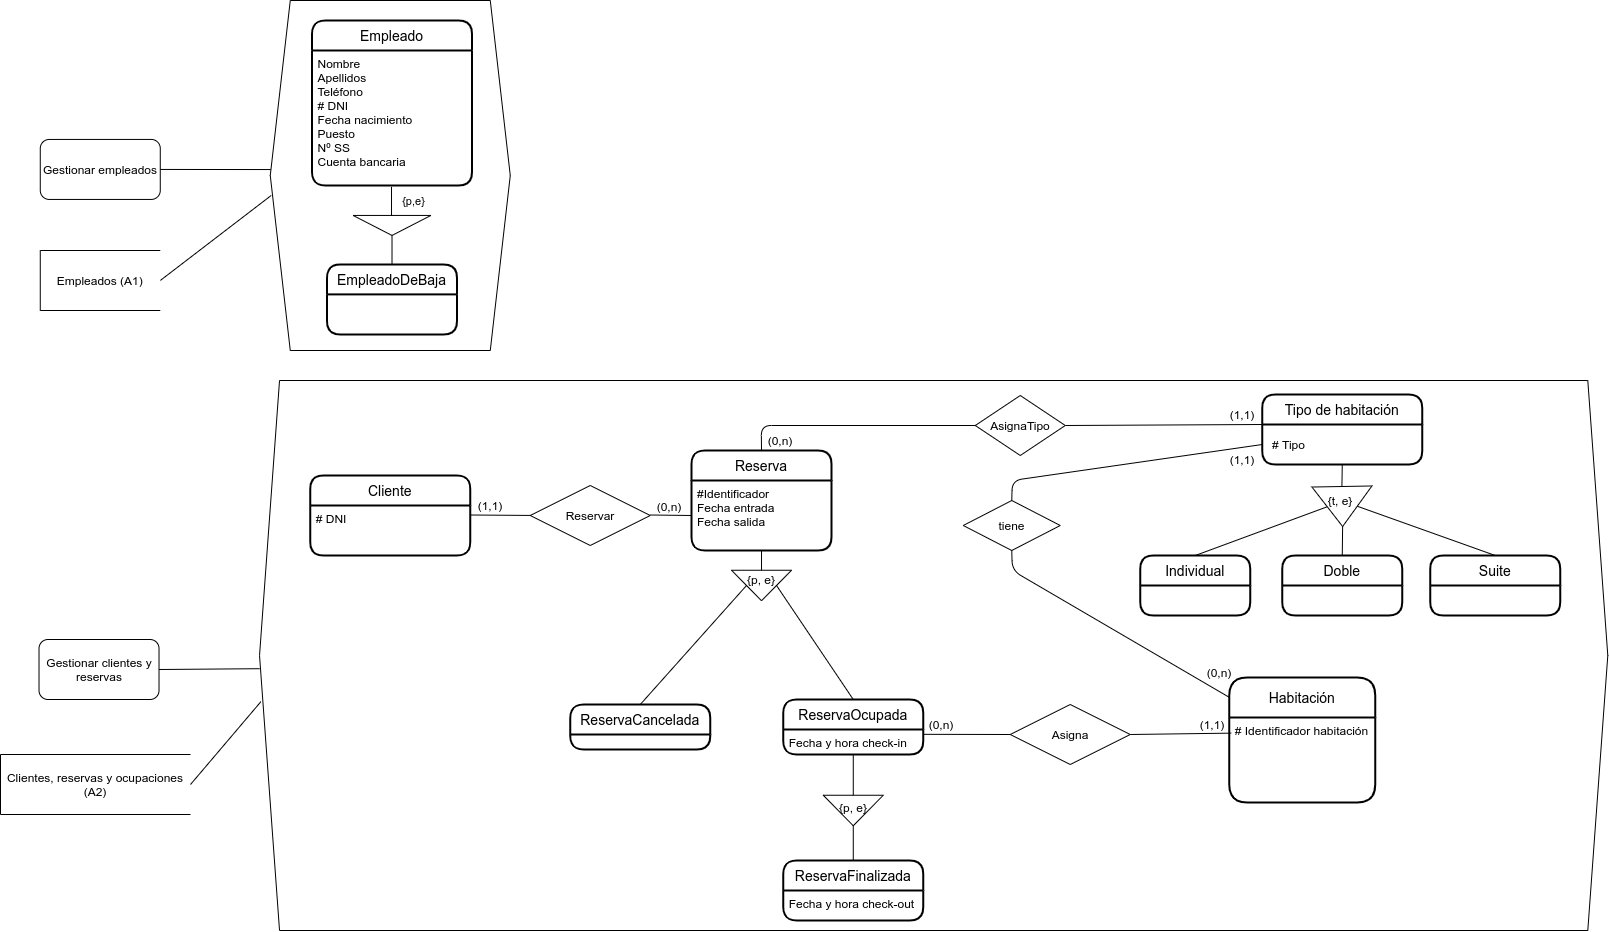 Empleado
Nombre
Apellidos
Teléfono
# DNI
Fecha nacimiento
Puesto
Nº SS
Cuenta bancaria
{p,e}
EmpleadoDeBaja
Gestionar empleados
Empleados (A1)
Gestionar clientes y
reservas
Clientes, reservas y ocupaciones
(A2)
Cliente
# DNI
(1,1)
Reservar
(0,n)
Reserva
#Identificador
Fecha entrada
Fecha salida
(0,n)
AsignaTipo
(1,1)
Tipo de habitación
# Tipo
(1,1)
tiene
{t, e}
Individual
Doble
Suite
{p, e}
ReservaCancelada
ReservaOcupada
Fecha y hora check-in
(0,n)
Asigna
(1,1)
(0,n)
Habitación
# Identificador habitación
{p, e}
ReservaFinalizada
Fecha y hora check-out